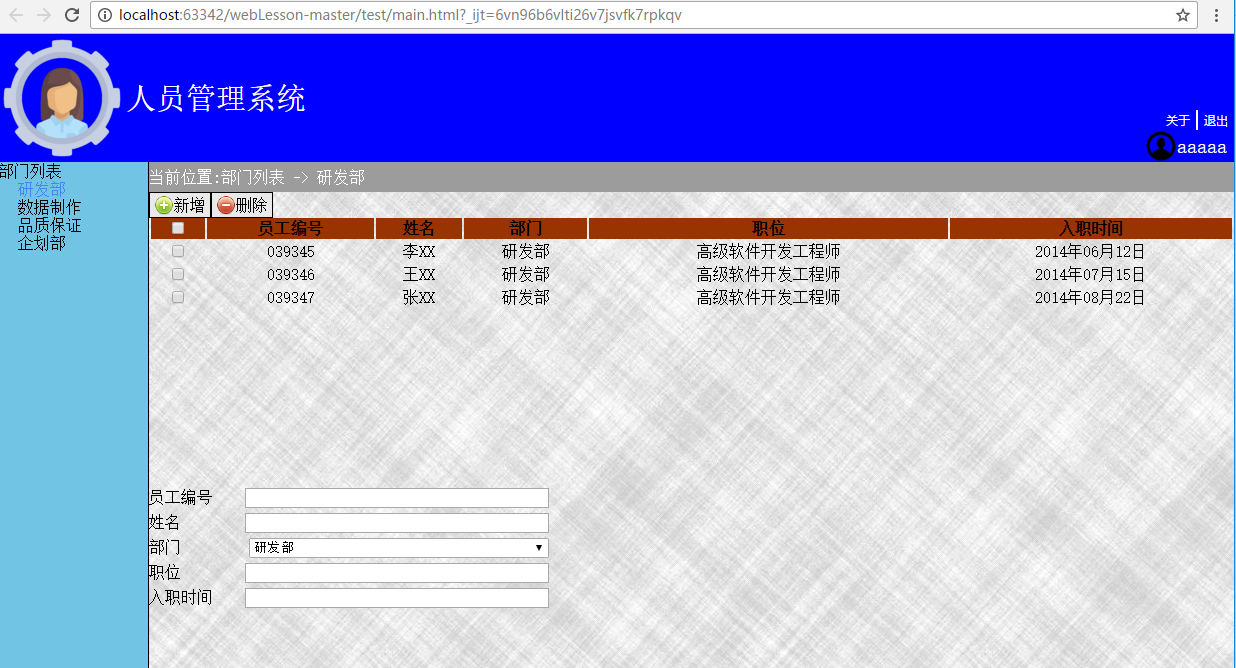 localhost:63342/webLesson-master/test/main.html?_ijt=6vn96b6vlti26v7jsvfk7rpkqv
人员管理系统
关于 退出
aaaaa
部门列表
研发部
数据制作
品质保证
企划部
当前位置:部门列表 -> 研发部
新增 删除
员工编号 姓名 部门 职位 入职时间
039345 李XX 研发部 高级软件开发工程师 2014年06月12日
039346 王XX 研发部 高级软件开发工程师 2014年07月15日
039347 张XX 研发部 高级软件开发工程师 2014年08月22日
员工编号
姓名
部门 研发部
职位
入职时间